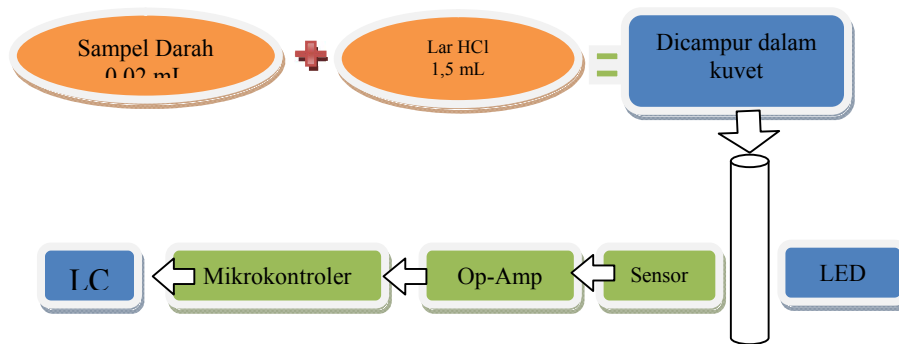 Sampel Darah
0.02 mL
Lar HCl
1,5 mL
Dicampur dalam
kuvet
LC
Mikrokontroler
Op-Amp
Sensor
LED